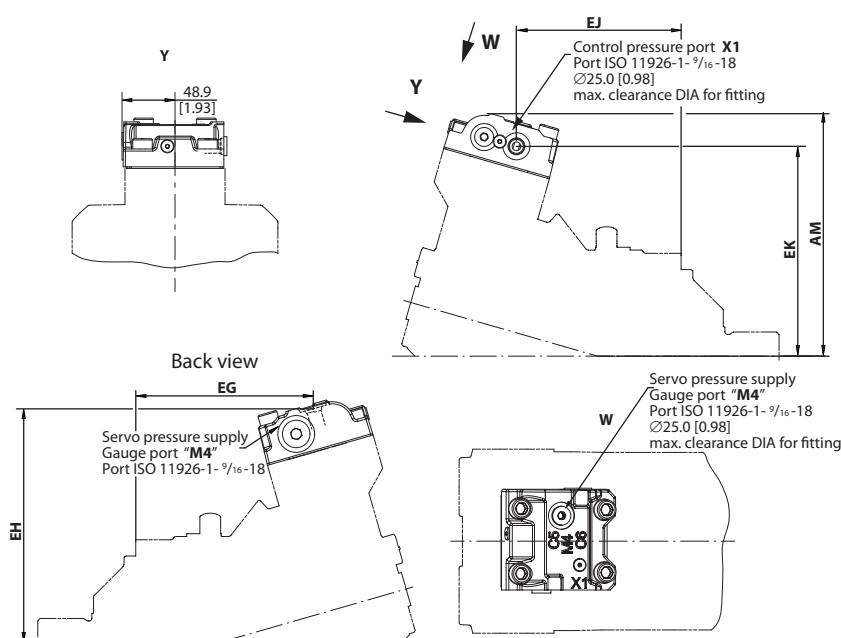 Y
48.9
[1.93]
W
Y
EJ
Control pressure port X1
Port ISO 11926-1- 9/16 -18
∅25.0 [0.98]
max. clearance DIA for fitting
EK
AM
Back view
EG
Servo pressure supply
Gauge port "M4"
Port ISO 11926-1- 9/16 -18
EH
Servo pressure supply
Gauge port "M4"
Port ISO 11926-1- 9/16 -18
∅25.0 [0.98]
max. clearance DIA for fitting
W
C5
M4
C6
X1